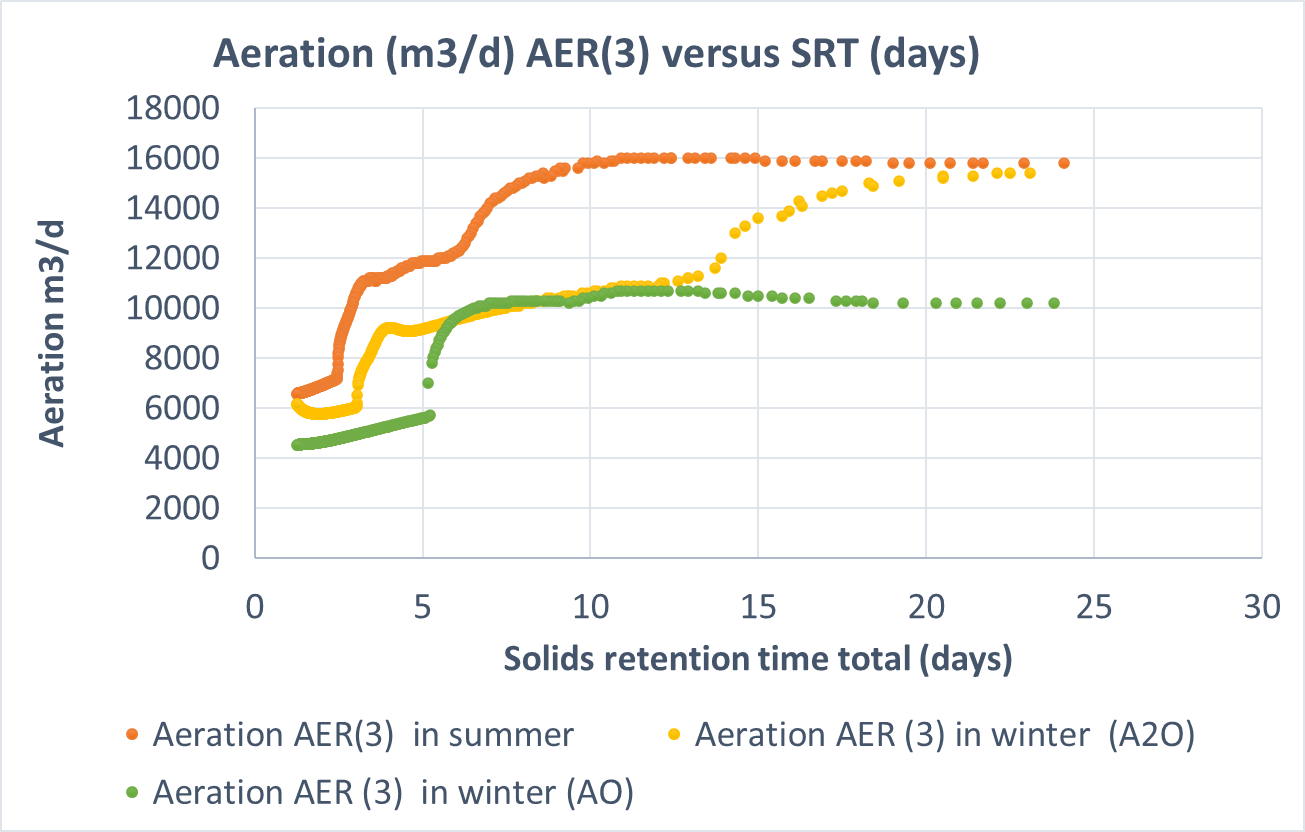 Aeration (m3/d) AER(3) versus SRT (days)
18000
16000
14000
12000
10000
8000
6000
4000
2000
0
Aeration m3/d
0 5 10 15 20 25 30
Solids retention time total (days)
Aeration AER(3) in summer
Aeration AER (3) in winter (A2O)
Aeration AER (3) in winter (AO)